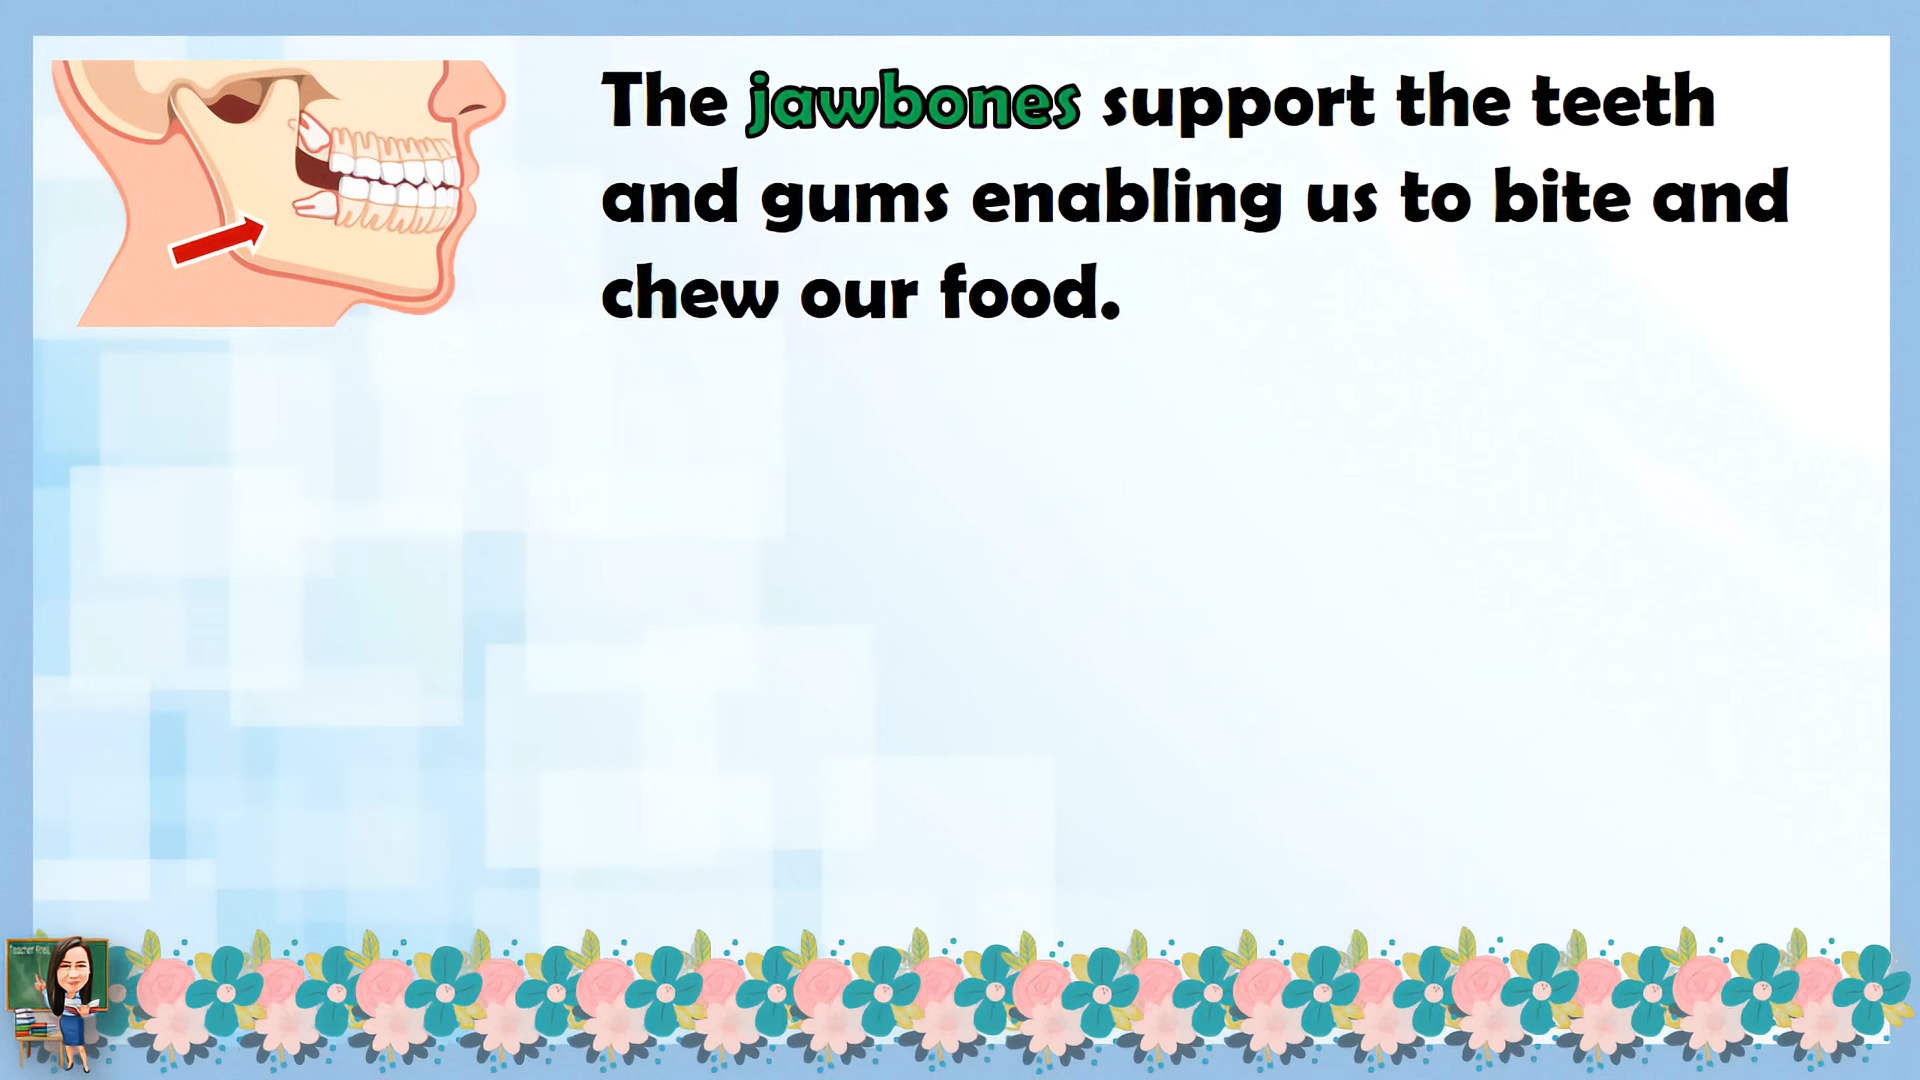 The jawbones support the teeth
and gums enabling us to bite and
chew our food.